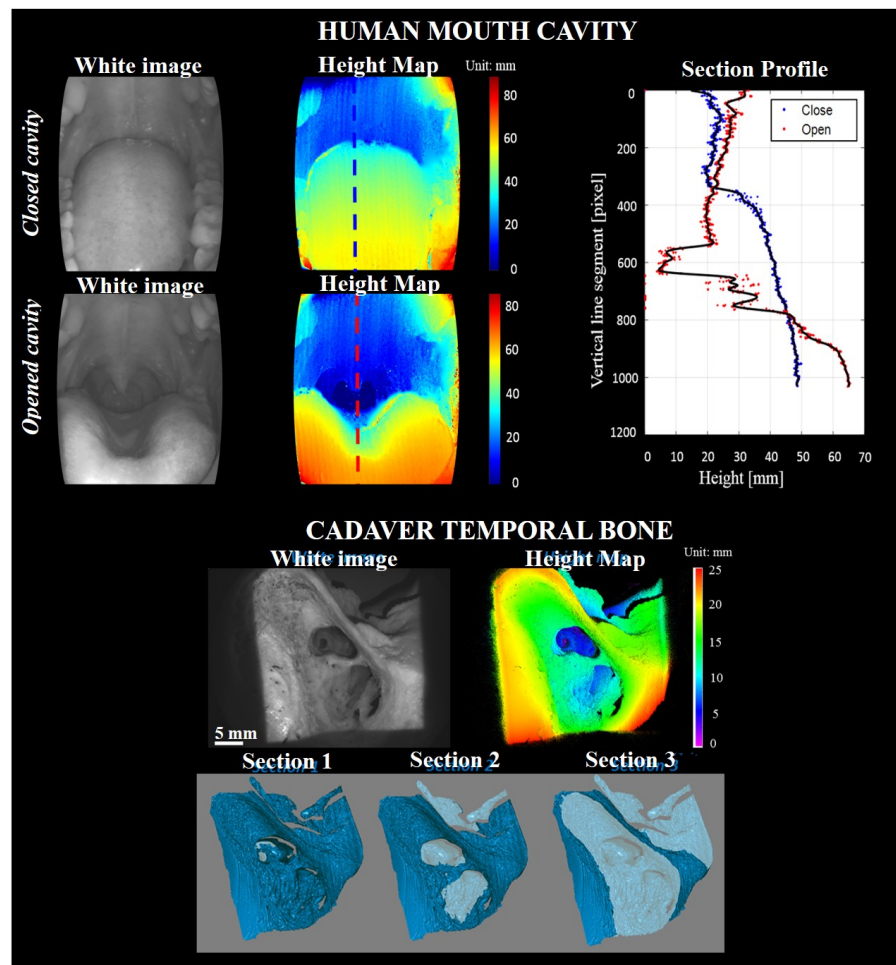 HUMAN MOUTH CAVITY
White image
Height Map
Unit: mm
Section Profile
Closed cavity
80
60
40
20
0
White image
Height Map
Opened cavity
80
60
40
20
0
Close
Open
Vertical line segment [pixel]
0
200
400
600
800
1000
1200
0 10 20 30 40 50 60 70
Height [mm]
CADAVER TEMPORAL BONE
White image
Height Map
Unit: mm
25
20
15
10
5
0
5 mm
Section 1
Section 2
Section 3